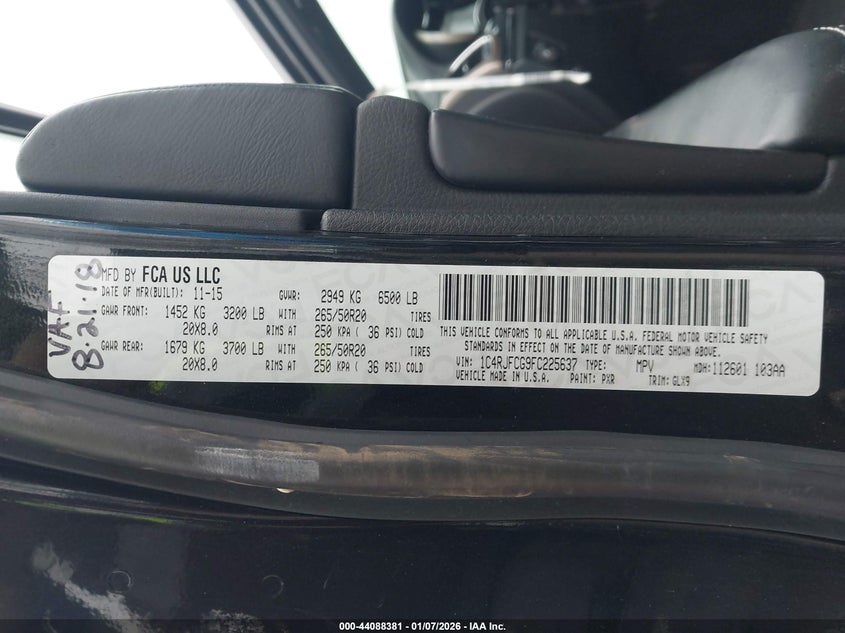 VAF
8.21.18
MFD BY FCA US LLC
DATE OF MFR(BUILT): 11-15 GVWR: 2949 KG 6500 LB
GAWR FRONT: 1452 KG 3200 LB WITH 265/50R20 TIRES
20X8.0 RIMS AT 250 KPA ( 36 PSI) COLD
GAWR REAR: 1679 KG 3700 LB WITH 265/50R20 TIRES
20X8.0 RIMS AT 250 KPA ( 36 PSI) COLD
THIS VEHICLE CONFORMS TO ALL APPLICABLE U.S.A. FEDERAL MOTOR VEHICLE SAFETY
STANDARDS IN EFFECT ON THE DATE OF MANUFACTURE SHOWN ABOVE.
VIN: 1C4RJFCG9FC225637 TYPE: MPV MDH: 112601 103AA
VEHICLE MADE IN U.S.A. PAINT: PXR TRIM: GLX9
000-44088381 | 01/07/2026 | IAA Inc.